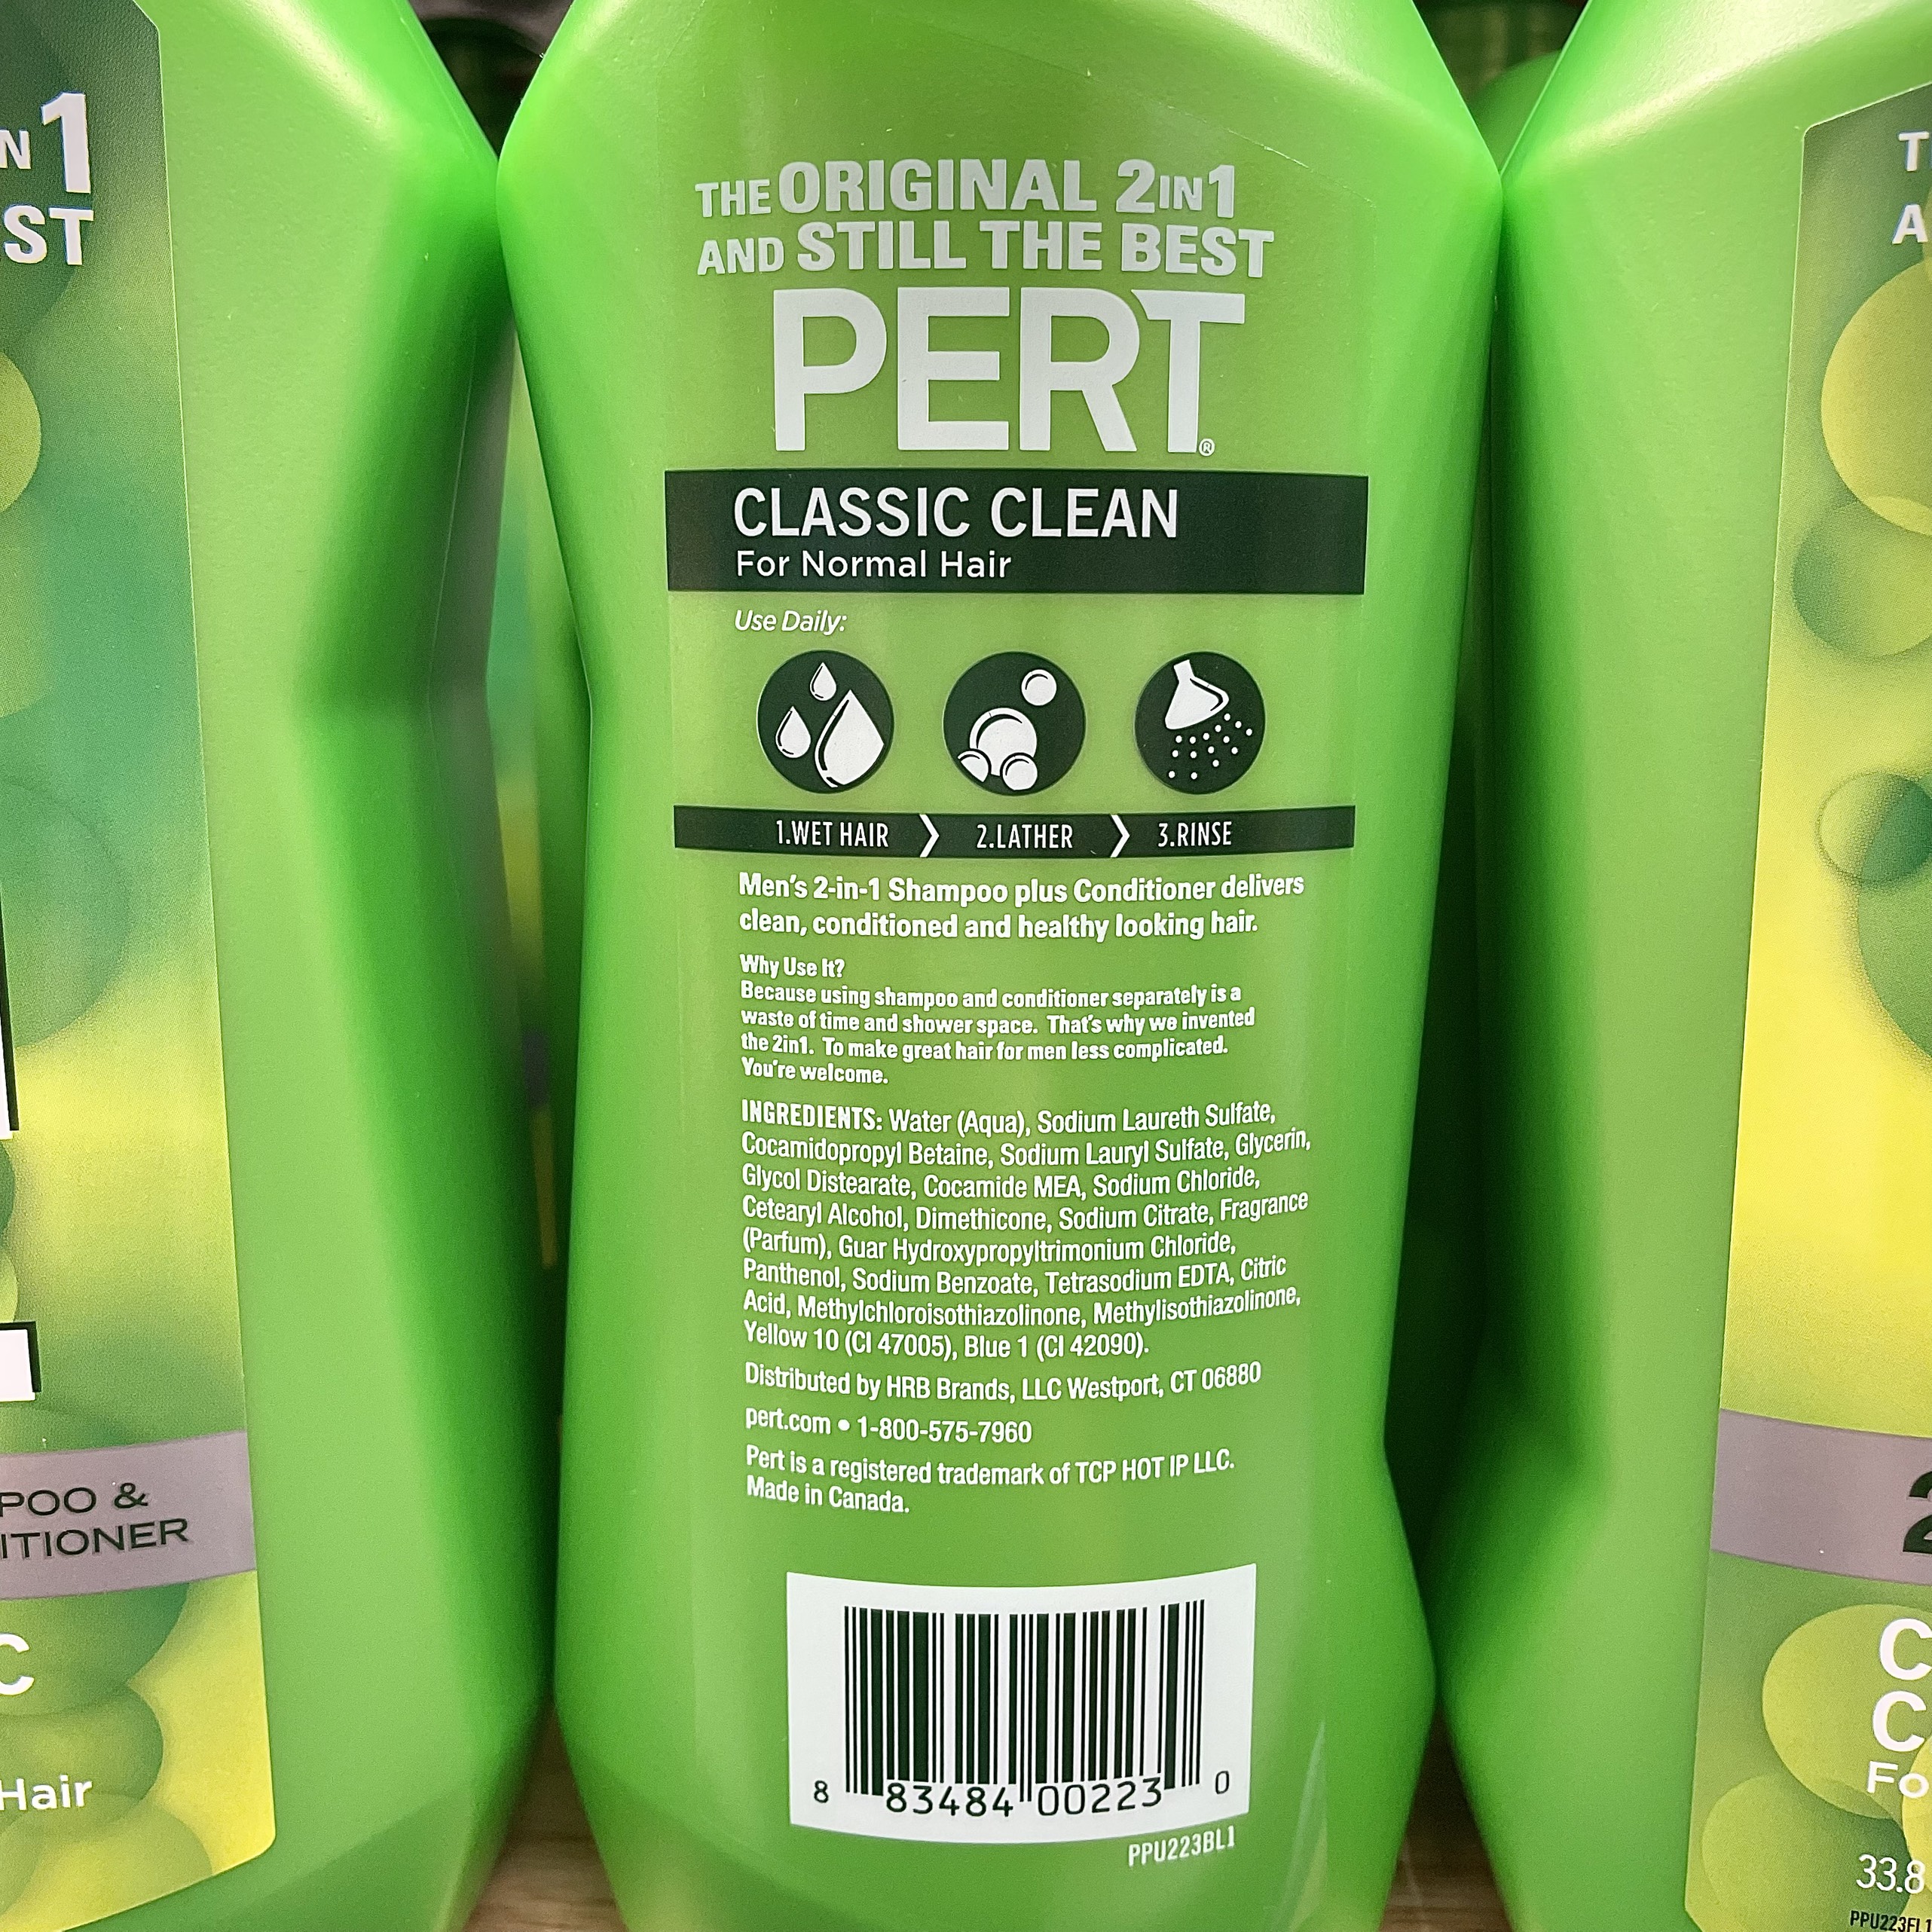 N 1
ST
POO &
ITIONER
C
Hair
THE ORIGINAL 2IN1
AND STILL THE BEST
PERT®
CLASSIC CLEAN
For Normal Hair
Use Daily:
1.WET HAIR 2.LATHER 3.RINSE
Men's 2-in-1 Shampoo plus Conditioner delivers
clean, conditioned and healthy looking hair.
Why Use It?
Because using shampoo and conditioner separately is a
waste of time and shower space. That's why we invented
the 2in1. To make great hair for men less complicated.
You're welcome.
INGREDIENTS: Water (Aqua), Sodium Laureth Sulfate,
Cocamidopropyl Betaine, Sodium Lauryl Sulfate, Glycerin,
Glycol Distearate, Cocamide MEA, Sodium Chloride,
Cetearyl Alcohol, Dimethicone, Sodium Citrate, Fragrance
(Parfum), Guar Hydroxypropyltrimonium Chloride,
Panthenol, Sodium Benzoate, Tetrasodium EDTA, Citric
Acid, Methylchloroisothiazolinone, Methylisothiazolinone,
Yellow 10 (CI 47005), Blue 1 (CI 42090).
Distributed by HRB Brands, LLC Westport, CT 06880
pert.com • 1-800-575-7960
Pert is a registered trademark of TCP HOT IP LLC.
Made in Canada.
8 83484 00223 0
PPU223BL1
T
A
2
C
C
Fo
33.8
PPU223FL1